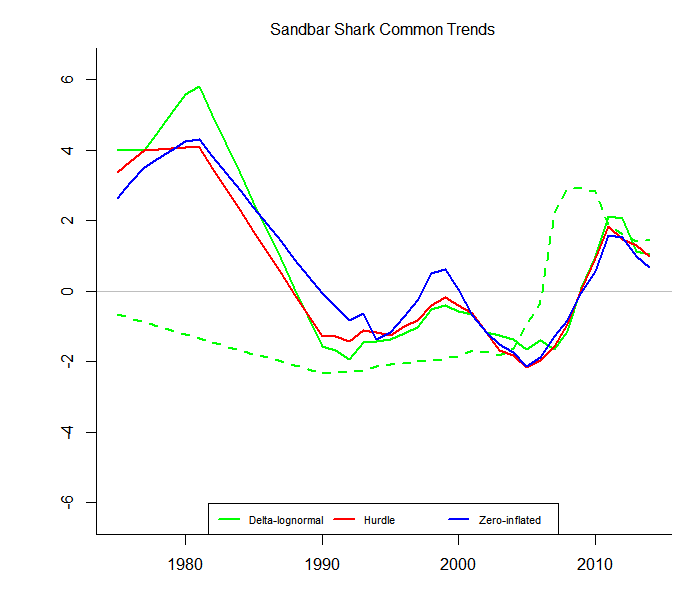 Sandbar Shark Common Trends
6
4
2
0
-2
-4
-6
Delta-lognormal Hurdle Zero-inflated
1980 1990 2000 2010